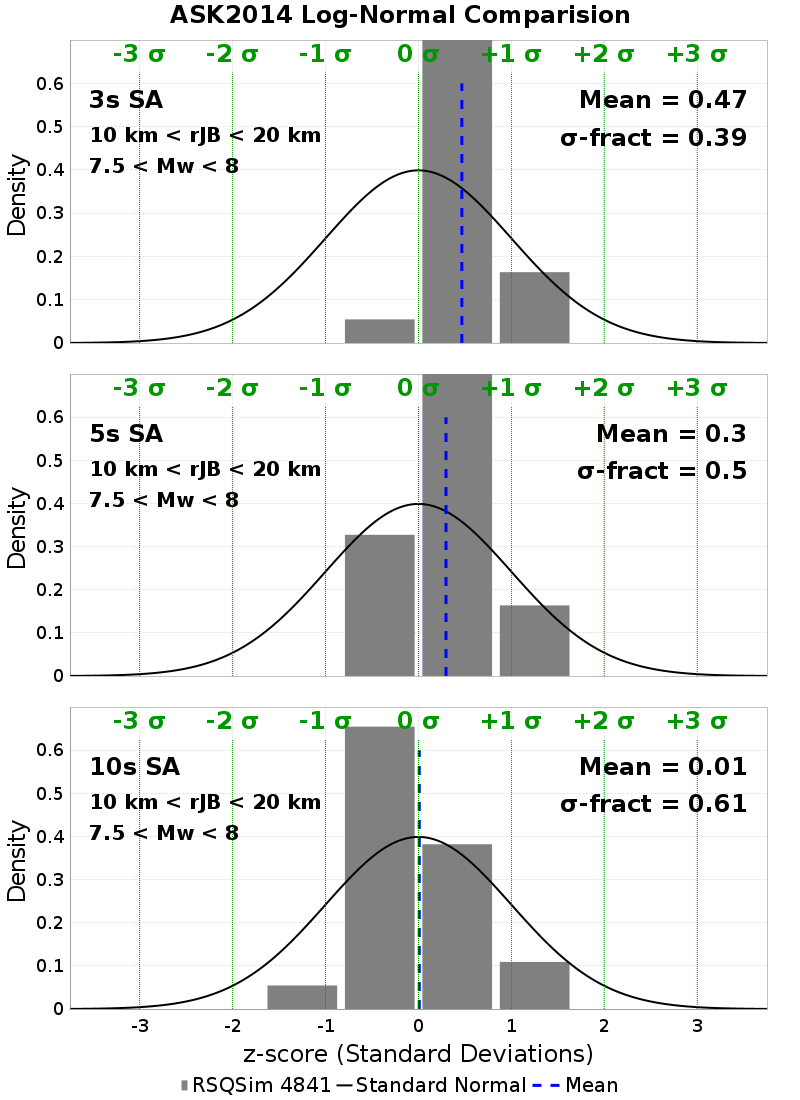 ASK2014 Log-Normal Comparision
-3 σ -2 σ -1 σ 0 σ +1 σ +2 σ +3 σ
0.6
3s SA Mean = 0.47
0.5
10 km < rJB < 20 km σ-fract = 0.39
7.5 < Mw < 8
0.4
0.3
0.2
0.1
0
Density
-3 σ -2 σ -1 σ 0 σ +1 σ +2 σ +3 σ
0.6
5s SA Mean = 0.3
0.5
10 km < rJB < 20 km σ-fract = 0.5
7.5 < Mw < 8
0.4
0.3
0.2
0.1
0
Density
-3 σ -2 σ -1 σ 0 σ +1 σ +2 σ +3 σ
0.6
10s SA Mean = 0.01
0.5
10 km < rJB < 20 km σ-fract = 0.61
7.5 < Mw < 8
0.4
0.3
0.2
0.1
0
Density
-3 -2 -1 0 1 2 3
z-score (Standard Deviations)
RSQSim 4841 Standard Normal Mean